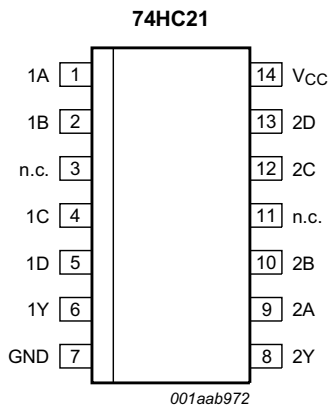 74HC21
1A 1 14 VCC
1B 2 13 2D
n.c. 3 12 2C
1C 4 11 n.c.
1D 5 10 2B
1Y 6 9 2A
GND 7 8 2Y
001aab972